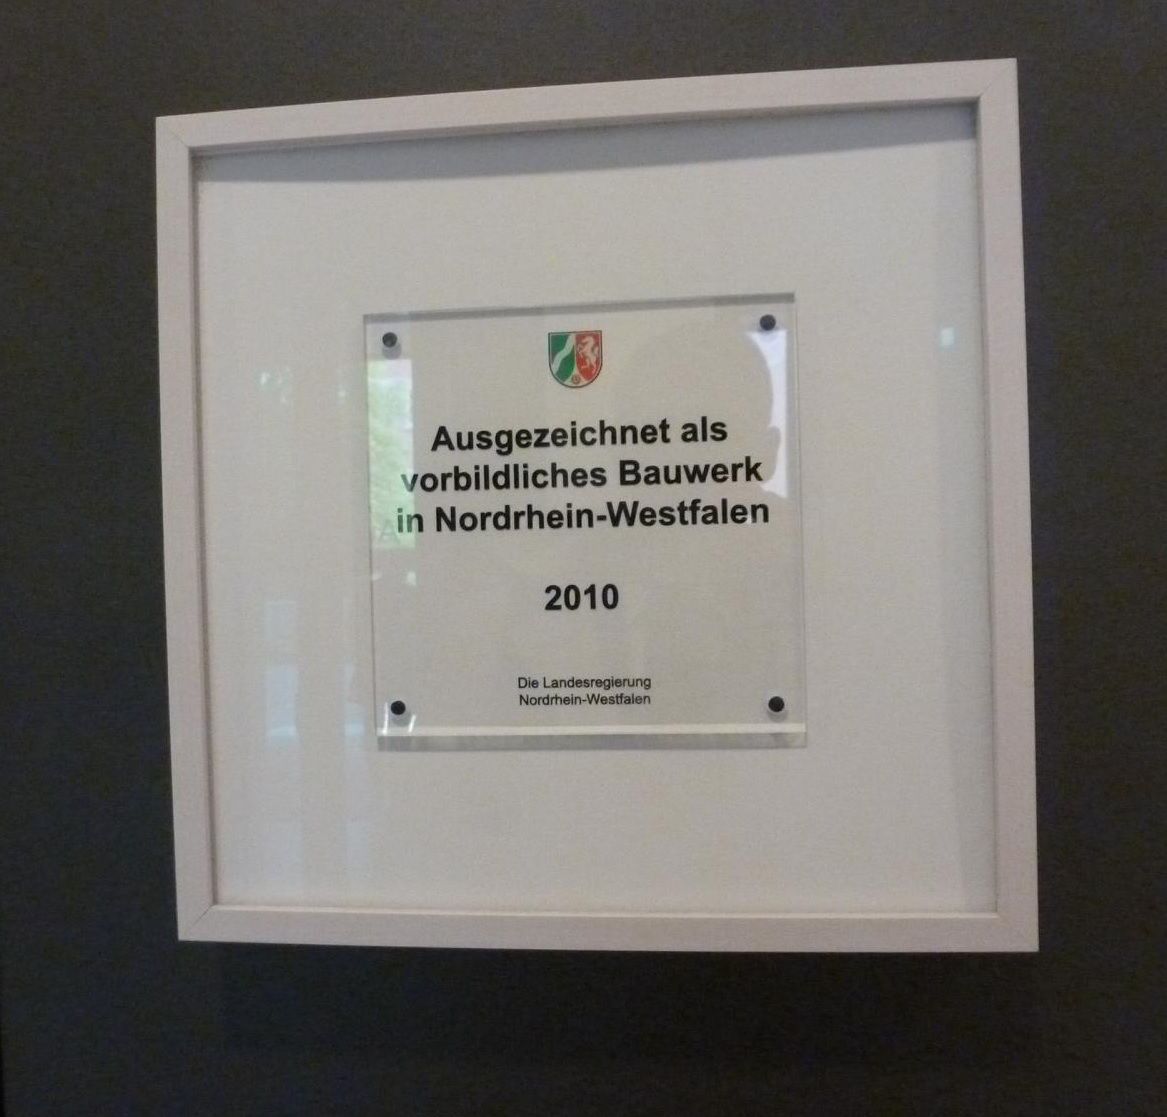 Ausgezeichnet als
vorbildliches Bauwerk
in Nordrhein-Westfalen
2010
Die Landesregierung
Nordrhein-Westfalen